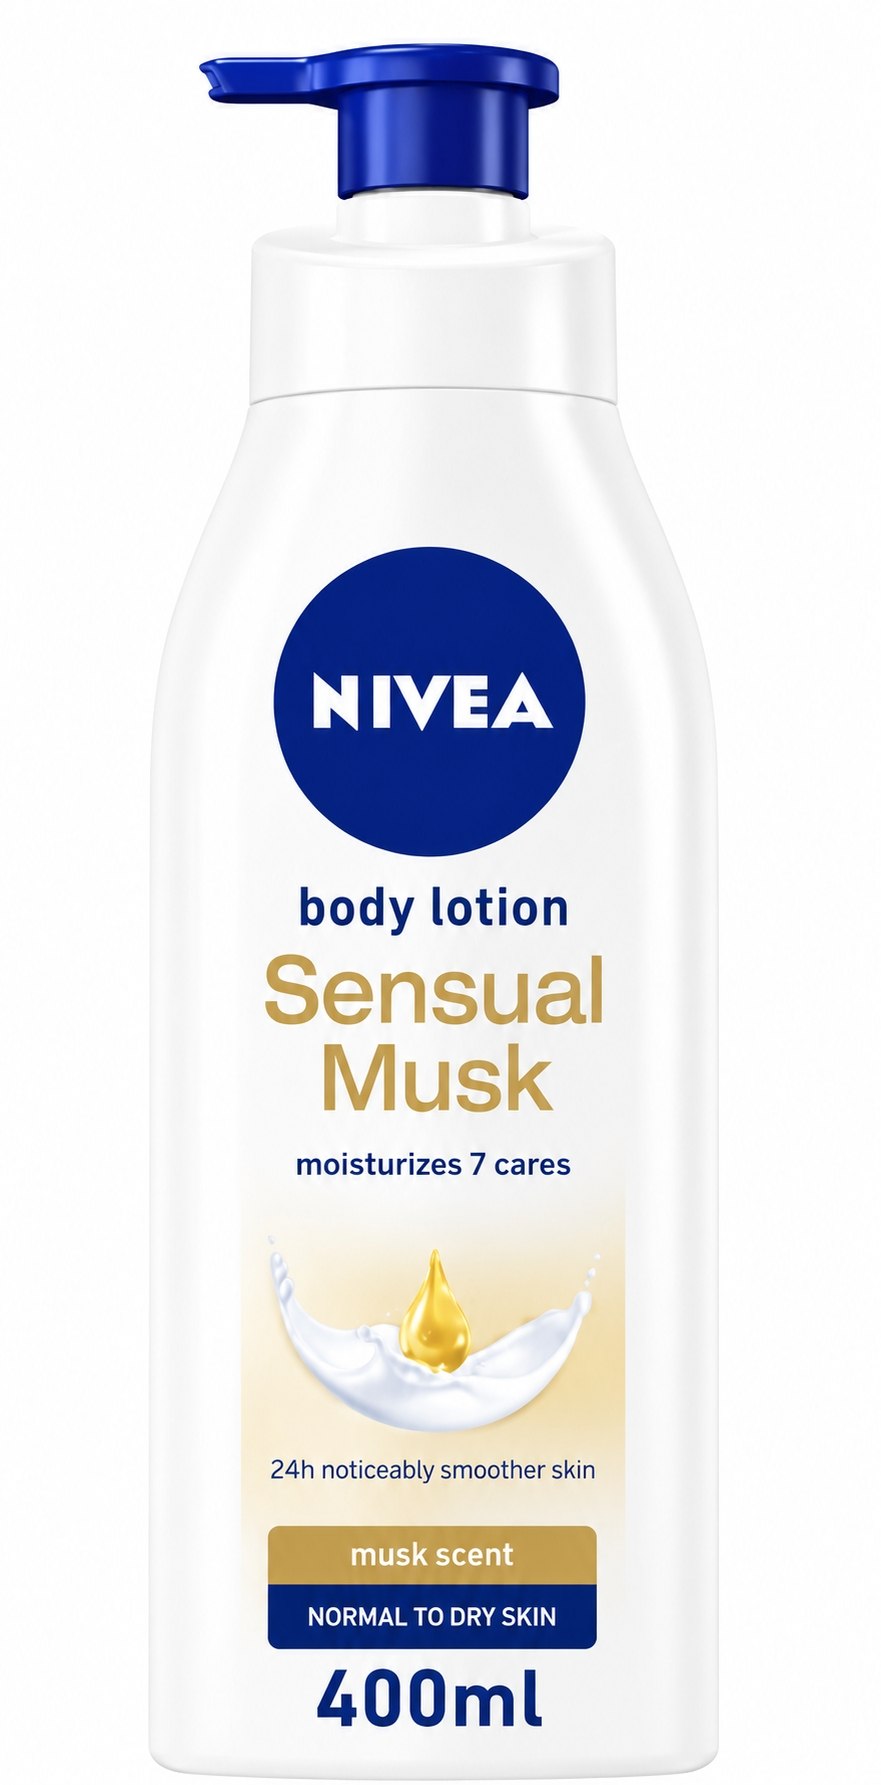 NIVEA
body lotion
Sensual
Musk
moisturizes 7 cares
24h noticeably smoother skin
musk scent
NORMAL TO DRY SKIN
400ml